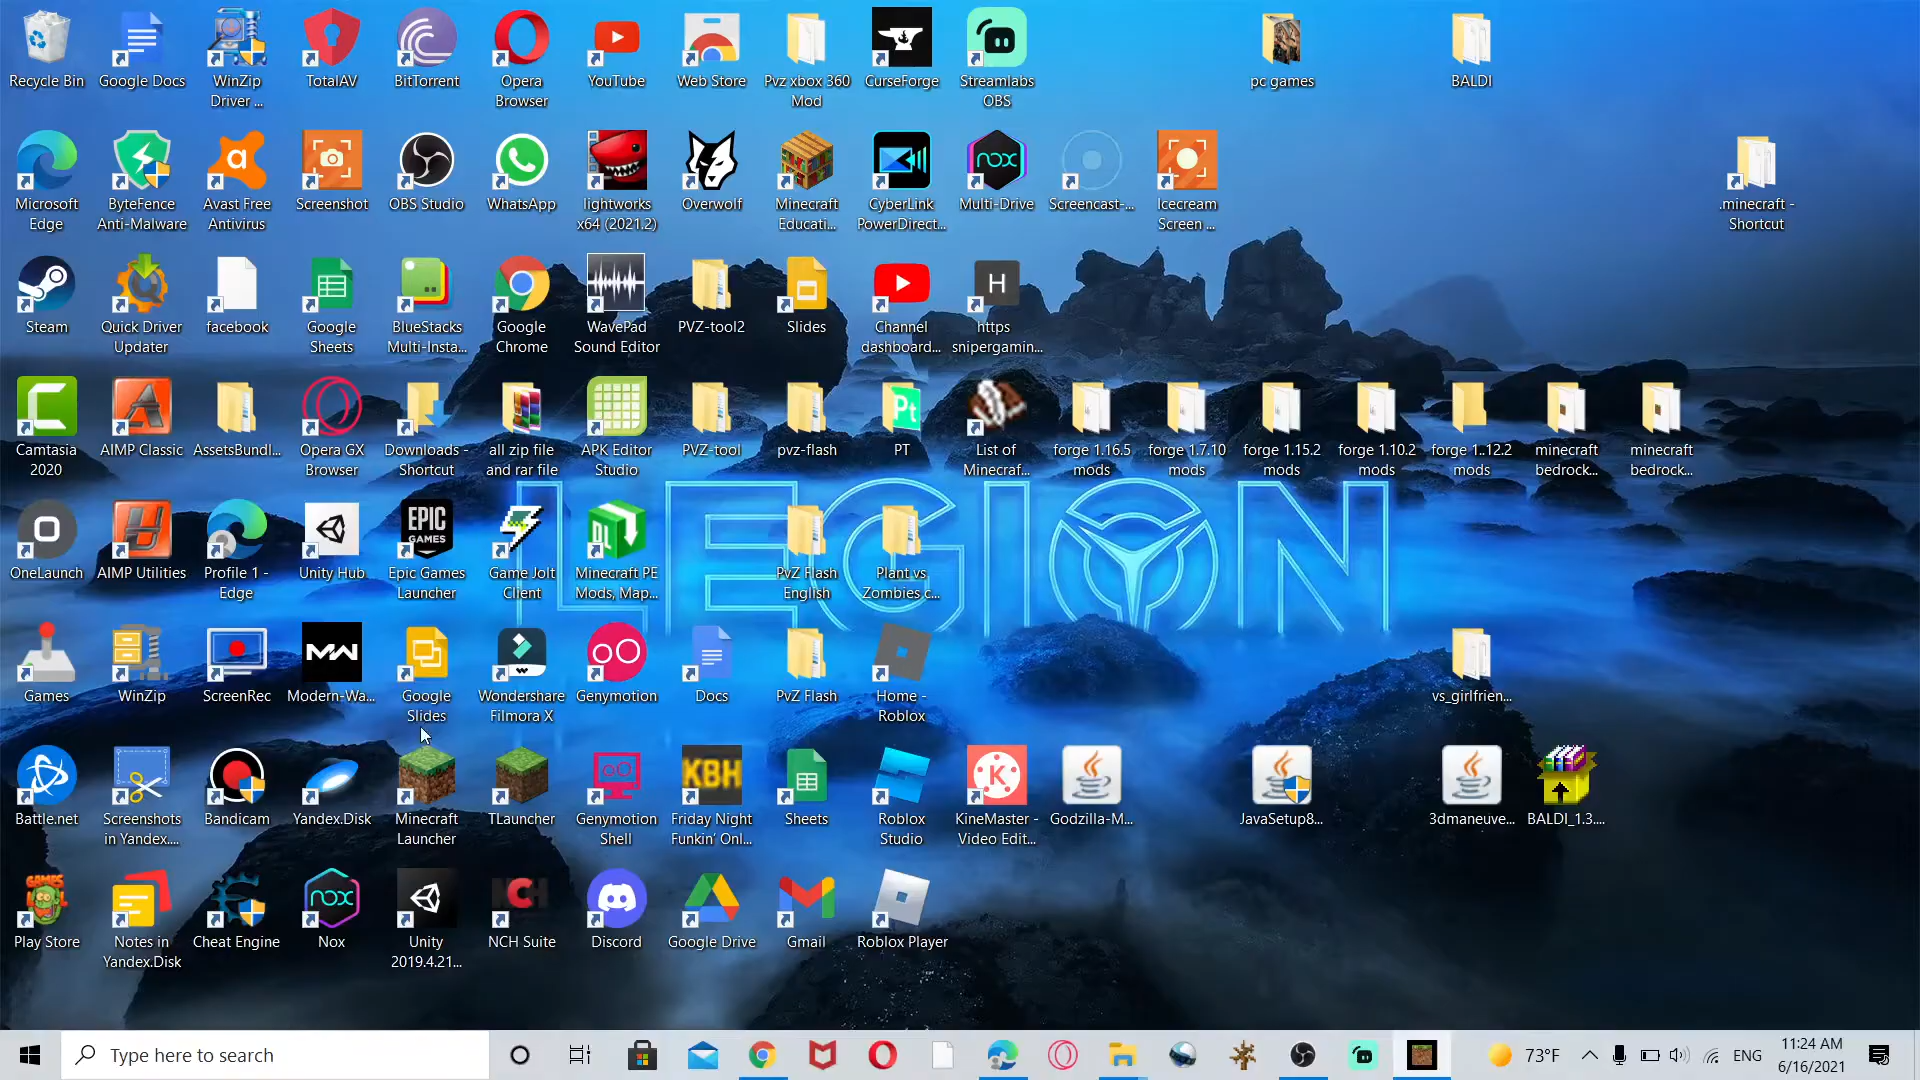 Recycle Bin
Google Docs
WinZip
Driver ...
TotalAV
BitTorrent
Opera
Browser
YouTube
Web Store
Pvz xbox 360
Mod
CurseForge
Streamlabs
OBS
pc games
BALDI
Microsoft
Edge
ByteFence
Anti-Malware
Avast Free
Antivirus
Screenshot
OBS Studio
WhatsApp
lightworks
x64 (2021.2)
Overwolf
Minecraft
Educati...
CyberLink
PowerDirect...
nox
Multi-Drive
Screencast-...
Icecream
Screen ...
.minecraft -
Shortcut
Steam
Quick Driver
Updater
facebook
Google
Sheets
BlueStacks
Multi-Insta...
Google
Chrome
WavePad
Sound Editor
PVZ-tool2
Slides
Channel
dashboard...
H
https
snipergamin...
Camtasia
2020
AIMP Classic
AssetsBundl...
Opera GX
Browser
Downloads -
Shortcut
all zip file
and rar file
APK Editor
Studio
PVZ-tool
pvz-flash
Pt
PT
List of
Minecraf...
forge 1.16.5
mods
forge 1.7.10
mods
forge 1.15.2
mods
forge 1.10.2
mods
forge 1..12.2
mods
minecraft
bedrock...
minecraft
bedrock...
LEGION
OneLaunch
AIMP Utilities
Profile 1 -
Edge
Unity Hub
EPIC
GAMES
Epic Games
Launcher
Game Jolt
Client
DL
Minecraft PE
Mods, Map...
PvZ Flash
English
Plant vs
Zombies c...
Games
WinZip
ScreenRec
MW
Modern-Wa...
Google
Slides
Wondershare
Filmora X
Genymotion
Docs
PvZ Flash
Home -
Roblox
vs_girlfrien...
Battle.net
Screenshots
in Yandex....
Bandicam
Yandex.Disk
Minecraft
Launcher
TLauncher
Genymotion
Shell
KBH
Friday Night
Funkin' Onl...
Sheets
Roblox
Studio
K
KineMaster -
Video Edit...
Godzilla-M...
JavaSetup8...
3dmaneuve...
BALDI_1.3....
Play Store
Notes in
Yandex.Disk
Cheat Engine
nox
Nox
Unity
2019.4.21...
NCH
NCH Suite
Discord
Google Drive
Gmail
Roblox Player
Type here to search
73°F
ENG
11:24 AM
6/16/2021